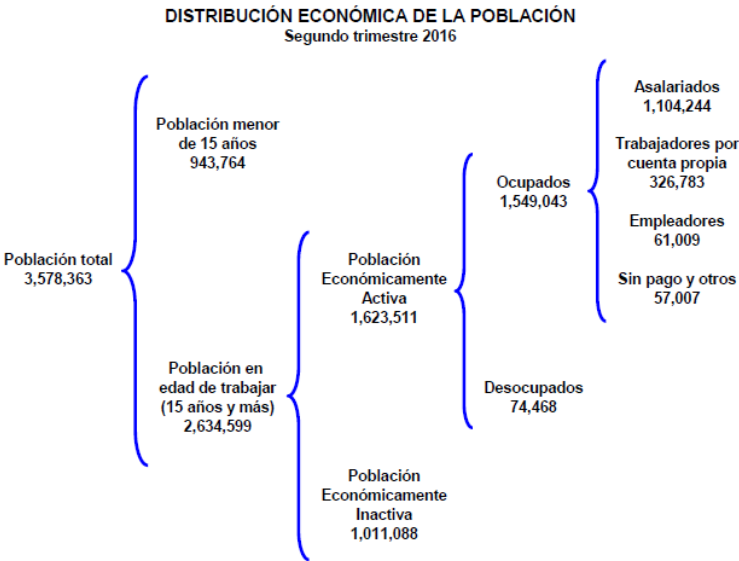 DISTRIBUCIÓN ECONÓMICA DE LA POBLACIÓN
Segundo trimestre 2016
Población total
3,578,363
Población menor
de 15 años
943,764
Población en
edad de trabajar
(15 años y más)
2,634,599
Población
Económicamente
Activa
1,623,511
Población
Económicamente
Inactiva
1,011,088
Ocupados
1,549,043
Desocupados
74,468
Asalariados
1,104,244
Trabajadores por
cuenta propia
326,783
Empleadores
61,009
Sin pago y otros
57,007